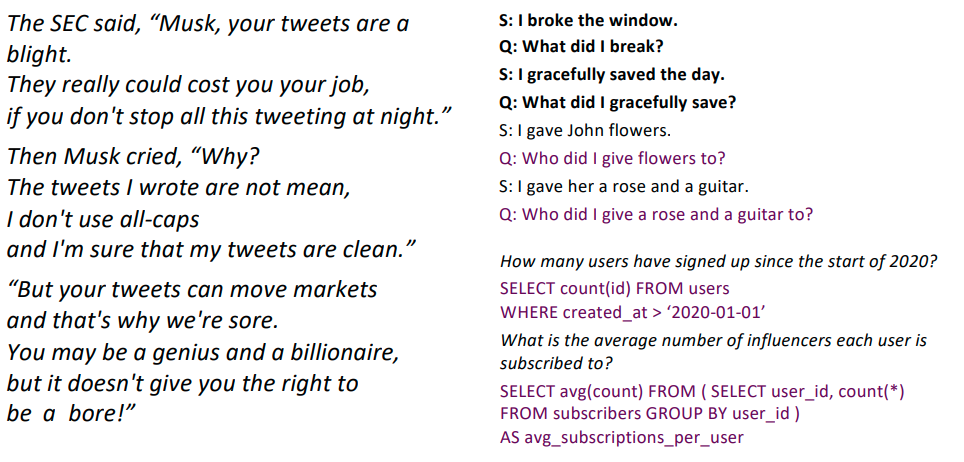 The SEC said, “Musk, your tweets are a
blight.
They really could cost you your job,
if you don't stop all this tweeting at night.”
Then Musk cried, “Why?
The tweets I wrote are not mean,
I don't use all-caps
and I'm sure that my tweets are clean.”
“But your tweets can move markets
and that's why we're sore.
You may be a genius and a billionaire,
but it doesn't give you the right to
be a bore!”
S: I broke the window.
Q: What did I break?
S: I gracefully saved the day.
Q: What did I gracefully save?
S: I gave John flowers.
Q: Who did I give flowers to?
S: I gave her a rose and a guitar.
Q: Who did I give a rose and a guitar to?
How many users have signed up since the start of 2020?
SELECT count(id) FROM users
WHERE created_at > ‘2020-01-01’
What is the average number of influencers each user is
subscribed to?
SELECT avg(count) FROM ( SELECT user_id, count(*)
FROM subscribers GROUP BY user_id )
AS avg_subscriptions_per_user